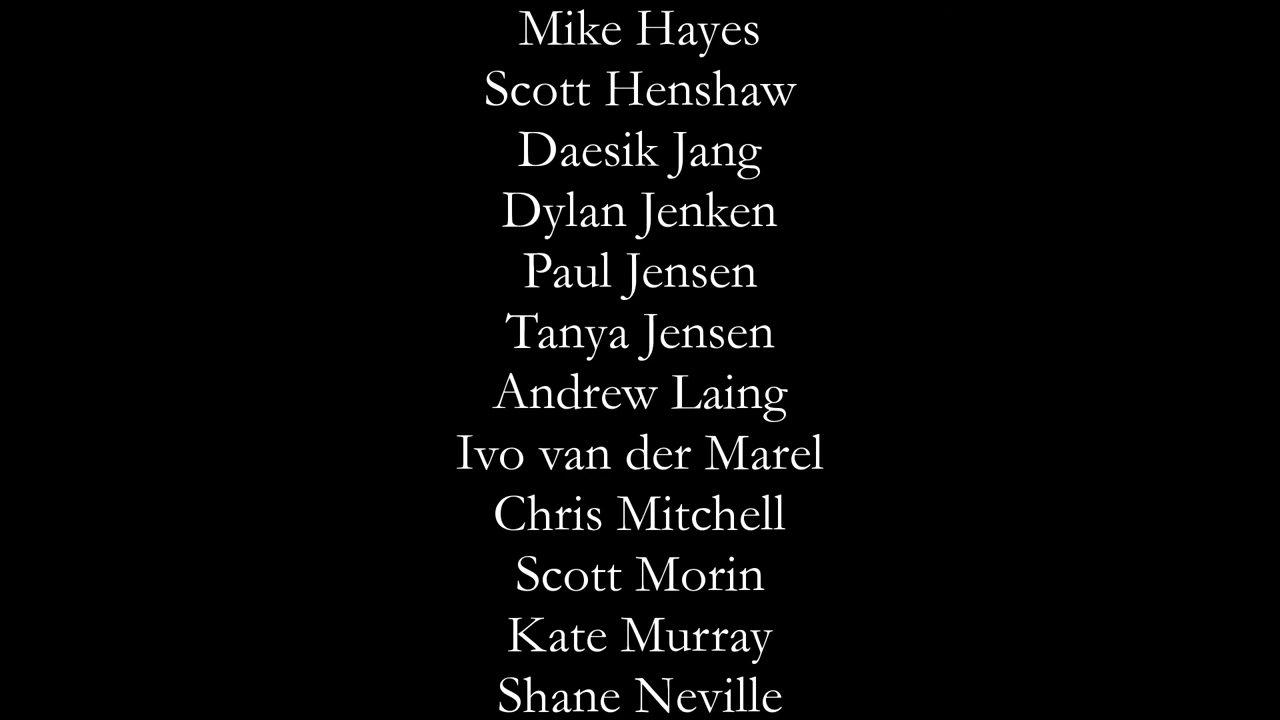 Mike Hayes
Scott Henshaw
Daesik Jang
Dylan Jenken
Paul Jensen
Tanya Jensen
Andrew Laing
Ivo van der Marel
Chris Mitchell
Scott Morin
Kate Murray
Shane Neville